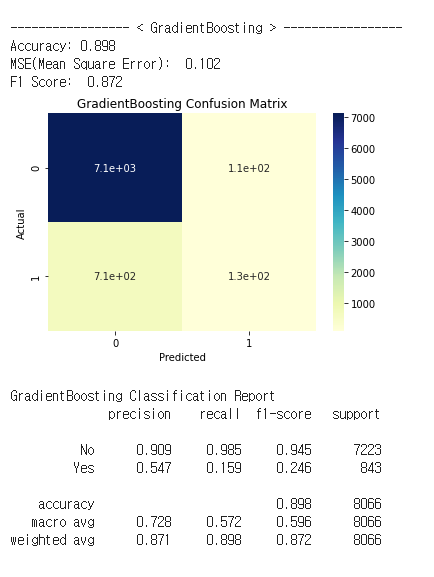 ------------------ < GradientBoosting > ------------------
Accuracy: 0.898
MSE(Mean Square Error):  0.102
F1 Score:  0.872
GradientBoosting Confusion Matrix
7000
6000
5000
4000
3000
2000
1000
Actual
0
7.1e+03 1.1e+02
1
7.1e+02 1.3e+02
0 1
Predicted
GradientBoosting Classification Report
precision recall f1-score support
No 0.909 0.985 0.945 7223
Yes 0.547 0.159 0.246 843
accuracy 0.898 8066
macro avg 0.728 0.572 0.596 8066
weighted avg 0.871 0.898 0.872 8066